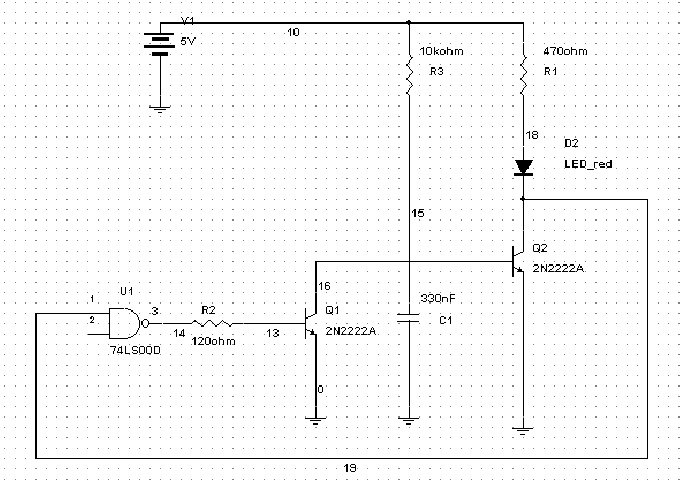 V1
5V
10
10kohm
R3
470ohm
R1
18
D2
LED_red
15
Q2
2N2222A
16
330nF
C1
U1
1
2
3
74LS00D
14
R2
120ohm
13
Q1
2N2222A
0
19